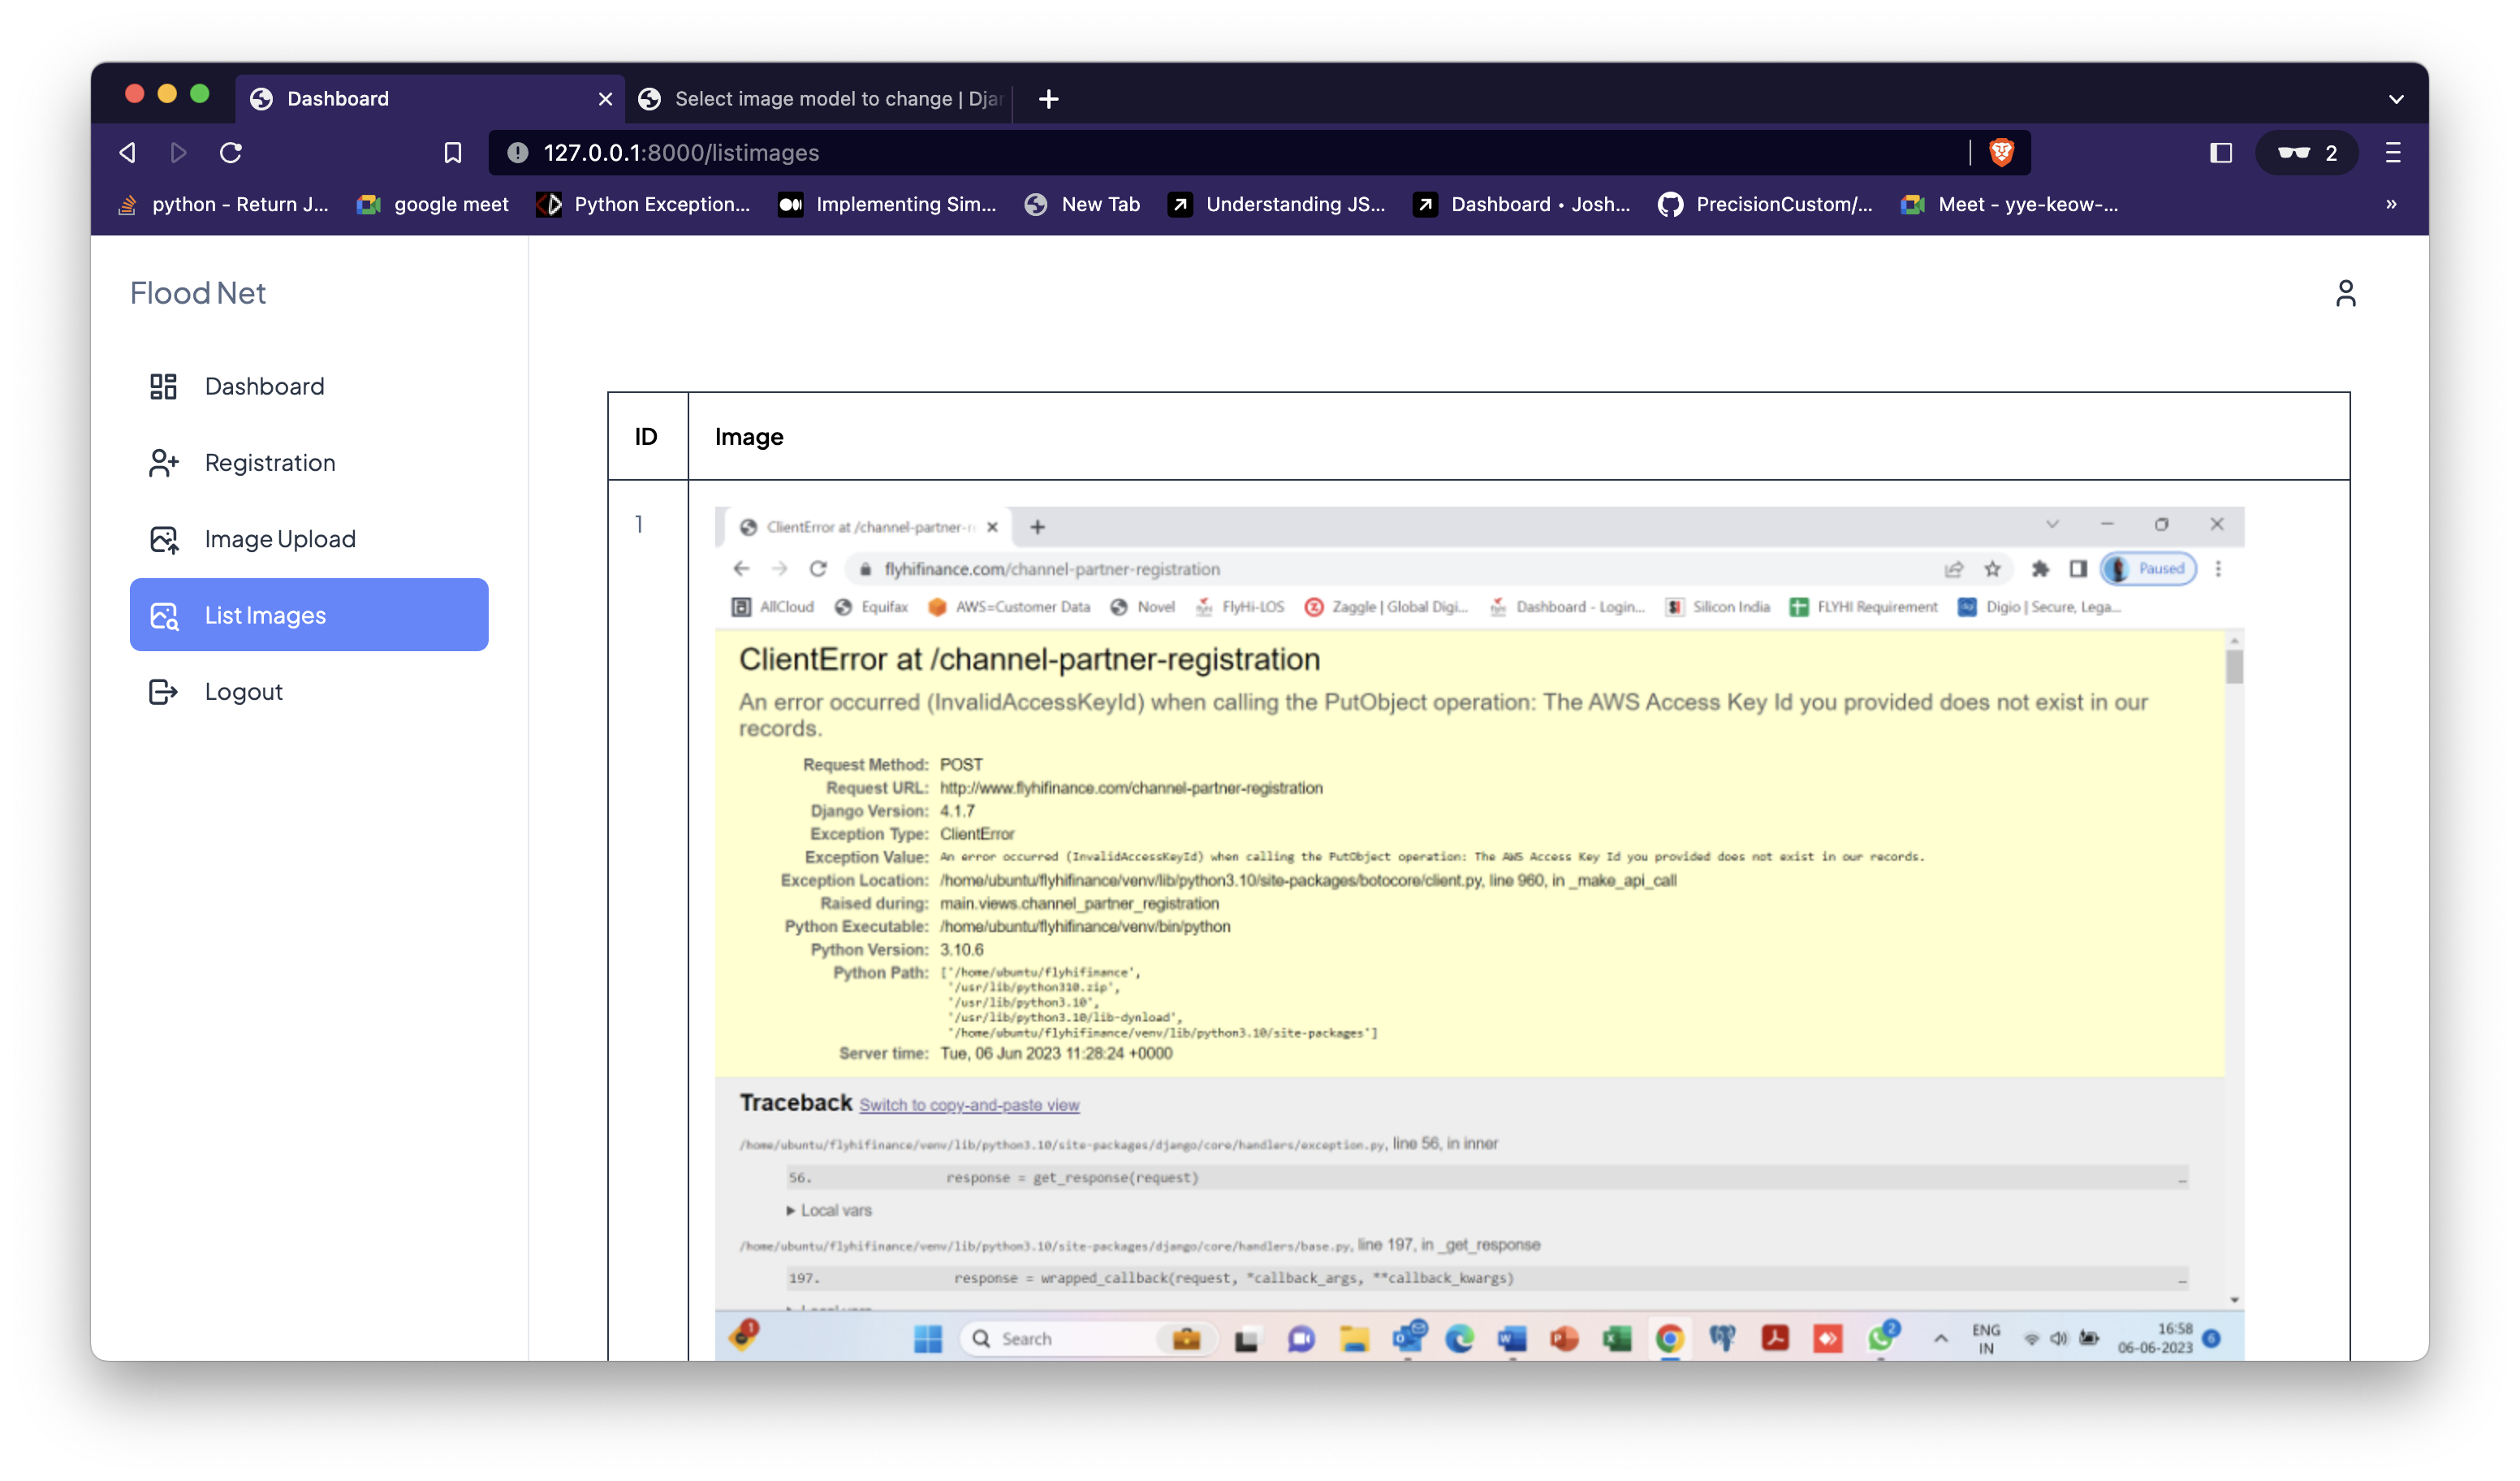 Dashboard
Select image model to change | Djan
127.0.0.1:8000/listimages
2
python - Return J...
google meet
Python Exception...
Implementing Sim...
New Tab
Understanding JS...
Dashboard • Josh...
PrecisionCustom/...
Meet - yye-keow-...
»
Flood Net
Dashboard
Registration
Image Upload
List Images
Logout
ID
Image
1
ClientError at /channel-partner-r
flyhifinance.com/channel-partner-registration
Paused
AllCloud
Equifax
AWS=Customer Data
Novel
FlyHi-LOS
Zaggle | Global Digi...
Dashboard - Login...
Silicon India
FLYHI Requirement
Digio | Secure, Lega...
ClientError at /channel-partner-registration
An error occurred (InvalidAccessKeyId) when calling the PutObject operation: The AWS Access Key Id you provided does not exist in our
records.
Request Method: POST
Request URL: http://www.flyhifinance.com/channel-partner-registration
Django Version: 4.1.7
Exception Type: ClientError
Exception Value: An error occurred (InvalidAccessKeyId) when calling the PutObject operation: The AWS Access Key Id you provided does not exist in our records.
Exception Location: /home/ubuntu/flyhifinance/venv/lib/python3.10/site-packages/botocore/client.py, line 960, in _make_api_call
Raised during: main.views.channel_partner_registration
Python Executable: /home/ubuntu/flyhifinance/venv/bin/python
Python Version: 3.10.6
Python Path: ['/home/ubuntu/flyhifinance',
'/usr/lib/python310.zip',
'/usr/lib/python3.10',
'/usr/lib/python3.10/lib-dynload',
'/home/ubuntu/flyhifinance/venv/lib/python3.10/site-packages']
Server time: Tue, 06 Jun 2023 11:28:24 +0000
Traceback Switch to copy-and-paste view
/home/ubuntu/flyhifinance/venv/lib/python3.10/site-packages/django/core/handlers/exception.py, line 56, in inner
56. response = get_response(request) …
Local vars
/home/ubuntu/flyhifinance/venv/lib/python3.10/site-packages/django/core/handlers/base.py, line 197, in _get_response
197. response = wrapped_callback(request, *callback_args, **callback_kwargs) …
Local vars
1
Search
2
ENG
IN
16:58
06-06-2023
6